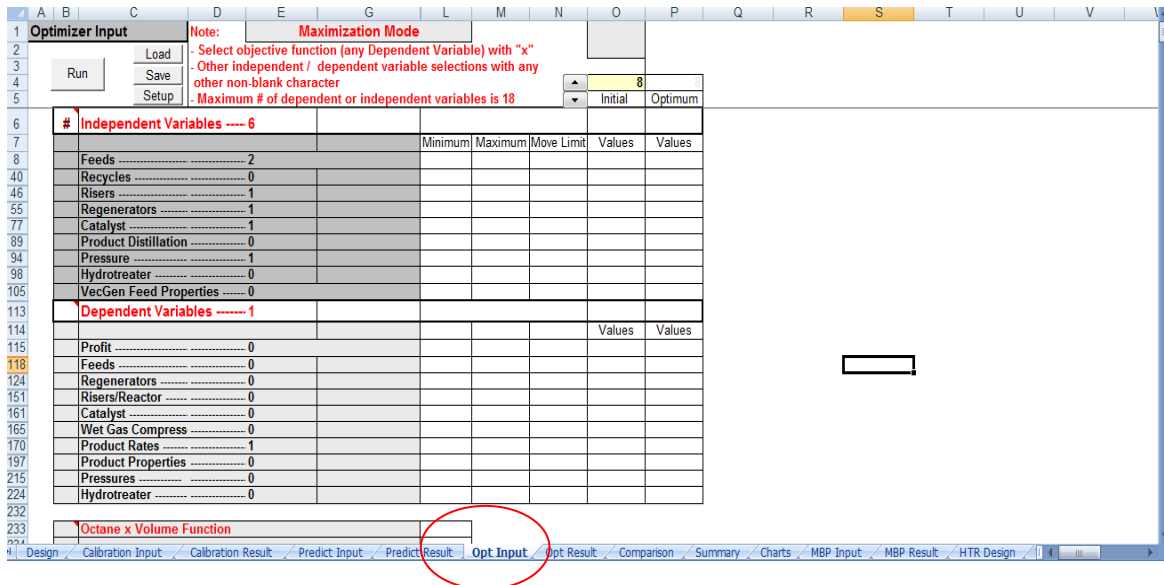 A B C D E G L M N O P Q R S T U V
1 Optimizer Input Note: Maximization Mode
2 Load - Select objective function (any Dependent Variable) with "x"
3 Run Save - Other independent / dependent variable selections with any
4 other non-blank character 8
5 Setup - Maximum # of dependent or independent variables is 18 Initial Optimum
6 # Independent Variables ----- 6
7 Minimum Maximum Move Limit Values Values
8 Feeds -------------------- --------------- 2
40 Recycles --------------- --------------- 0
46 Risers -------------------- --------------- 1
55 Regenerators -------- --------------- 1
77 Catalyst ----------------- --------------- 1
89 Product Distillation --------------- 0
94 Pressure --------------- --------------- 1
98 Hydrotreater --------- --------------- 0
105 VecGen Feed Properties ------ 0
113 Dependent Variables ------- 1
114 Values Values
115 Profit --------------------- --------------- 0
118 Feeds -------------------- --------------- 0
124 Regenerators -------- --------------- 0
151 Risers/Reactor ------ --------------- 0
161 Catalyst ----------------- --------------- 0
165 Wet Gas Compress --------------- 0
170 Product Rates ------- --------------- 1
197 Product Properties --------------- 0
215 Pressures ------------ --------------- 0
224 Hydrotreater --------- --------------- 0
232
233 Octane x Volume Function
Design Calibration Input Calibration Result Predict Input Predict Result Opt Input Opt Result Comparison Summary Charts MBP Input MBP Result HTR Design